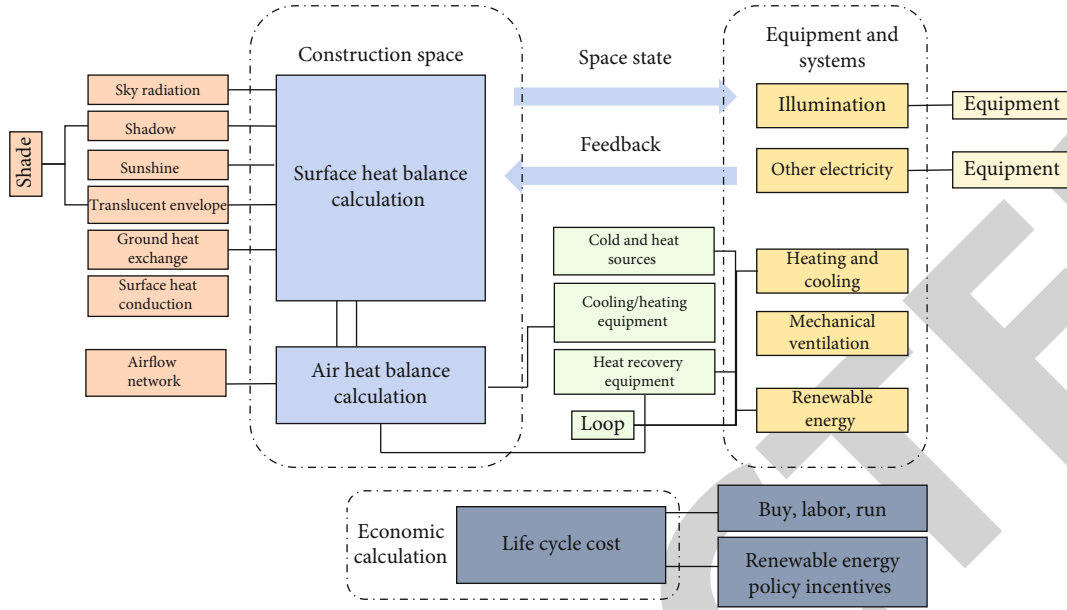 Construction space
Space state
Equipment and
systems
Sky radiation
Shadow
Sunshine
Translucent envelope
Ground heat
exchange
Surface heat
conduction
Shade
Surface heat balance
calculation
Feedback
Illumination
Equipment
Other electricity
Equipment
Cold and heat
sources
Cooling/heating
equipment
Heat recovery
equipment
Loop
Heating and
cooling
Mechanical
ventilation
Renewable
energy
Airflow
network
Air heat balance
calculation
Economic
calculation
Life cycle cost
Buy, labor, run
Renewable energy
policy incentives